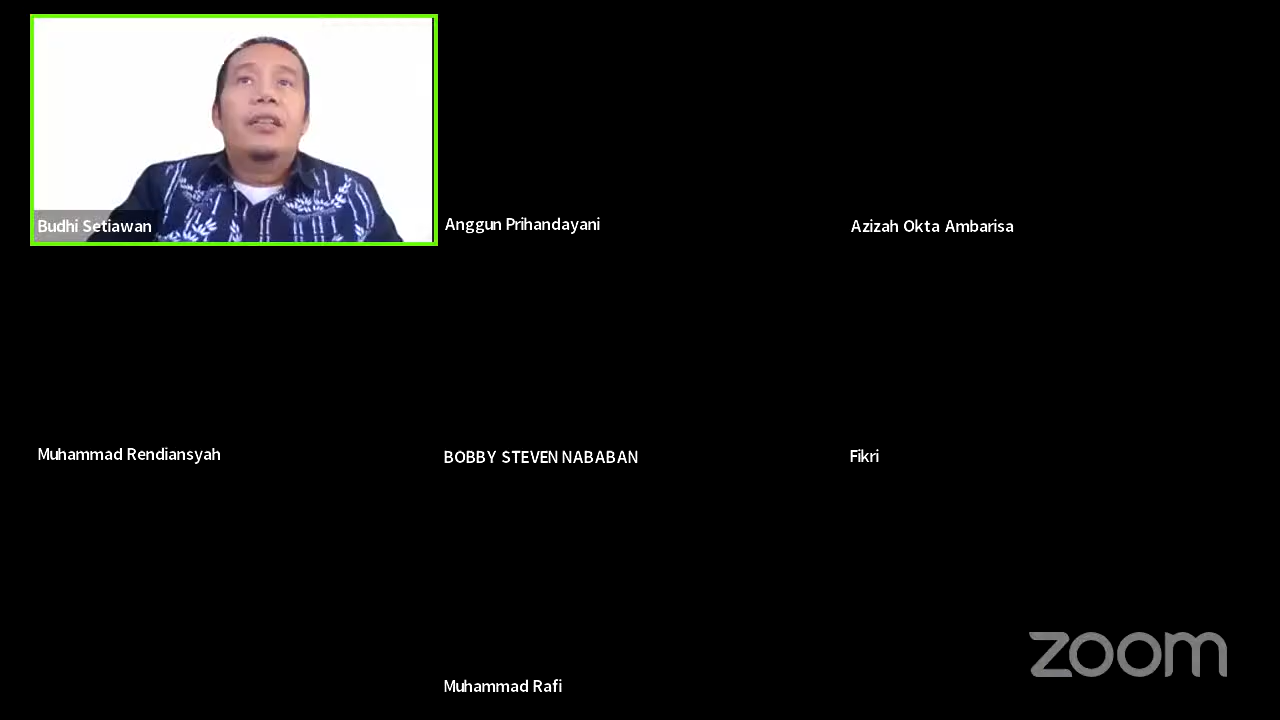 Budhi Setiawan
Anggun Prihandayani
Azizah Okta Ambarisa
Muhammad Rendiansyah
BOBBY STEVEN NABABAN
Fikri
Muhammad Rafi
zoom